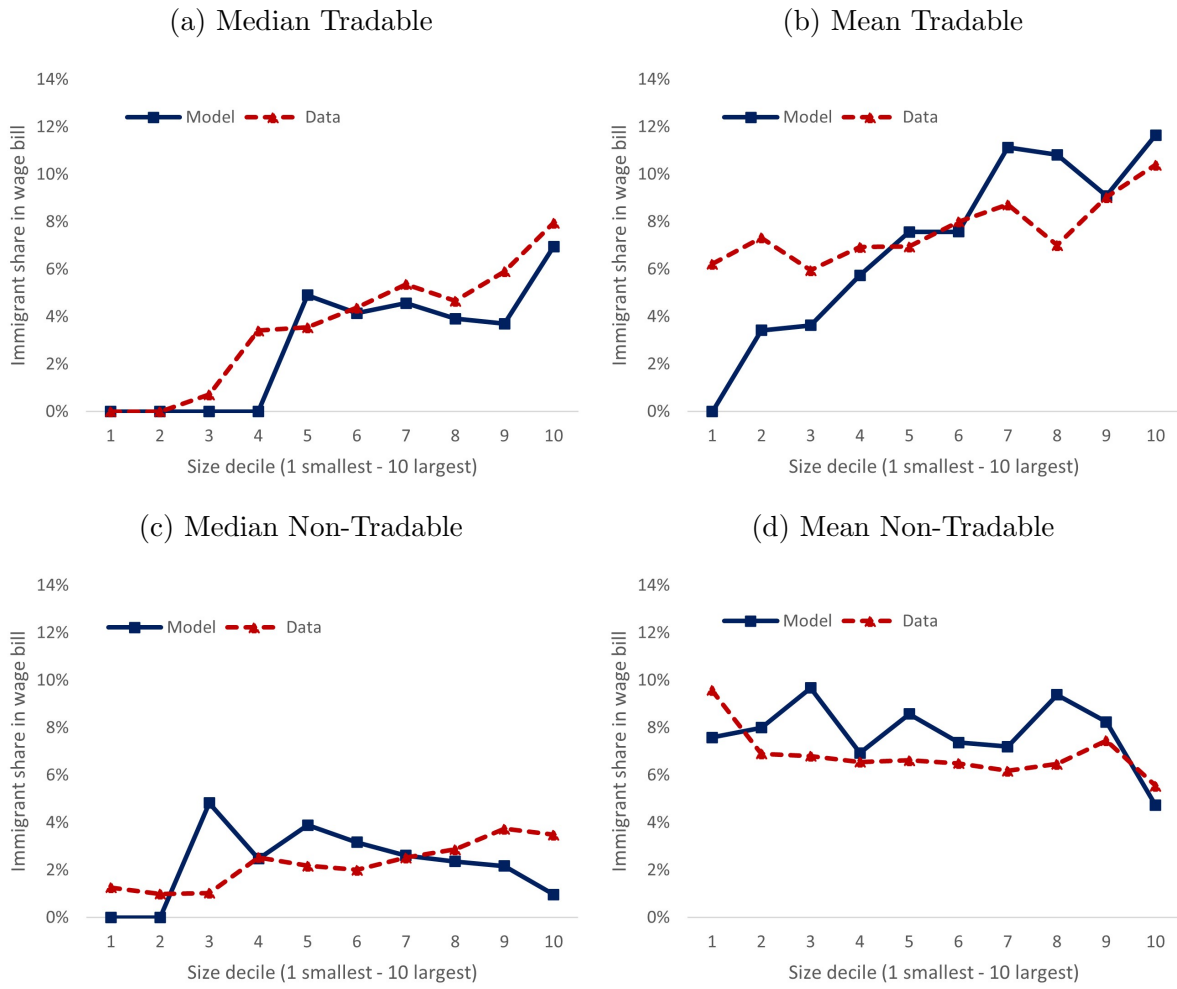 (a) Median Tradable
14%
12%
10%
8%
6%
4%
2%
0%
Immigrant share in wage bill
Model Data
1 2 3 4 5 6 7 8 9 10
Size decile (1 smallest - 10 largest)
(b) Mean Tradable
14%
12%
10%
8%
6%
4%
2%
0%
Immigrant share in wage bill
Model Data
1 2 3 4 5 6 7 8 9 10
Size decile (1 smallest - 10 largest)
(c) Median Non-Tradable
14%
12%
10%
8%
6%
4%
2%
0%
Immigrant share in wage bill
Model Data
1 2 3 4 5 6 7 8 9 10
Size decile (1 smallest - 10 largest)
(d) Mean Non-Tradable
14%
12%
10%
8%
6%
4%
2%
0%
Immigrant share in wage bill
Model Data
1 2 3 4 5 6 7 8 9 10
Size decile (1 smallest - 10 largest)